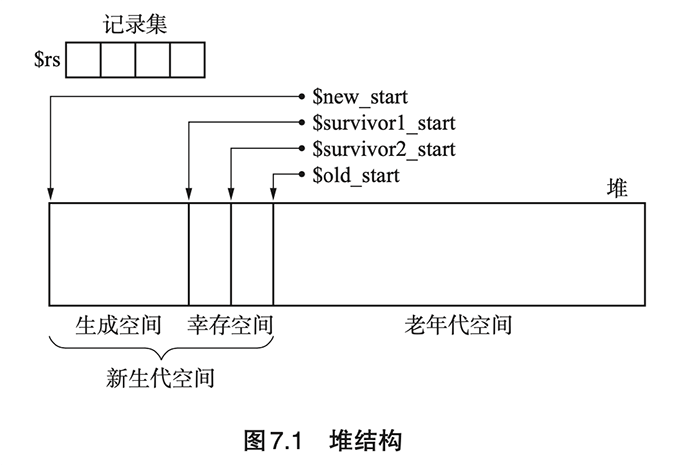 记录集
$rs
$new_start
$survivor1_start
$survivor2_start
$old_start
堆
生成空间 幸存空间 老年代空间
新生代空间
图7.1 堆结构